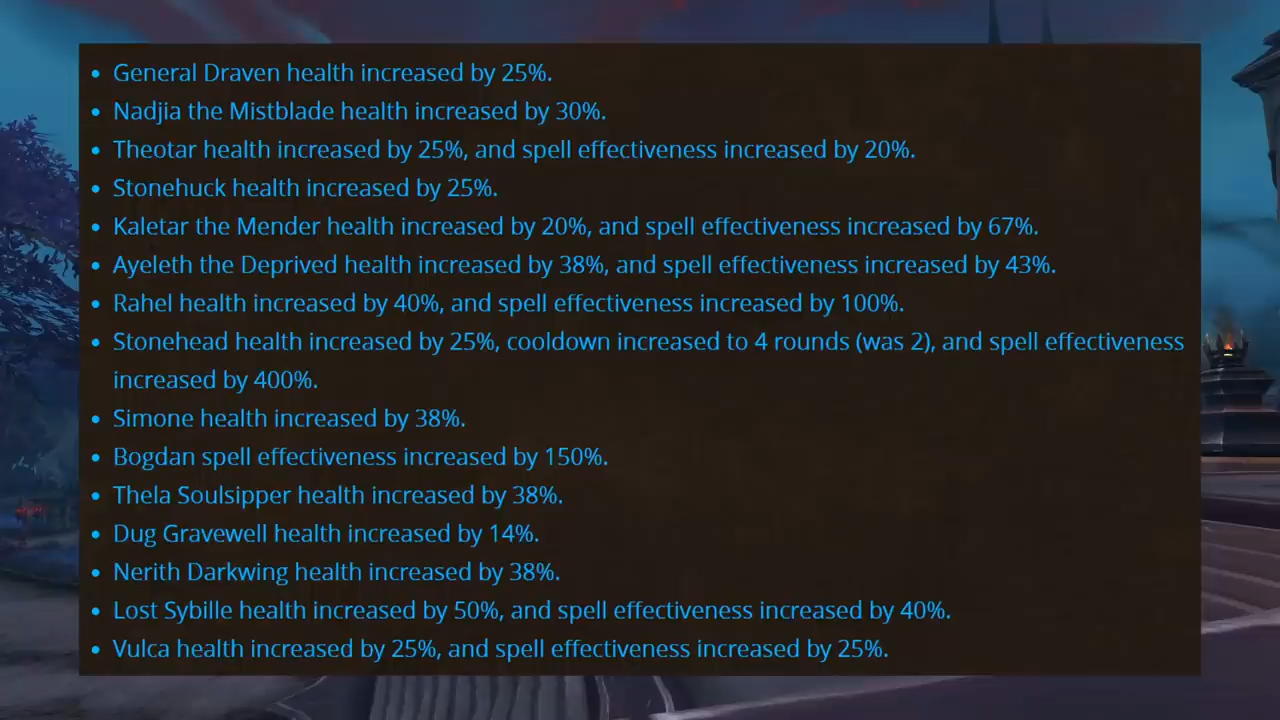 • General Draven health increased by 25%.
• Nadjia the Mistblade health increased by 30%.
• Theotar health increased by 25%, and spell effectiveness increased by 20%.
• Stonehuck health increased by 25%.
• Kaletar the Mender health increased by 20%, and spell effectiveness increased by 67%.
• Ayeleth the Deprived health increased by 38%, and spell effectiveness increased by 43%.
• Rahel health increased by 40%, and spell effectiveness increased by 100%.
• Stonehead health increased by 25%, cooldown increased to 4 rounds (was 2), and spell effectiveness
increased by 400%.
• Simone health increased by 38%.
• Bogdan spell effectiveness increased by 150%.
• Thela Soulsipper health increased by 38%.
• Dug Gravewell health increased by 14%.
• Nerith Darkwing health increased by 38%.
• Lost Sybille health increased by 50%, and spell effectiveness increased by 40%.
• Vulca health increased by 25%, and spell effectiveness increased by 25%.